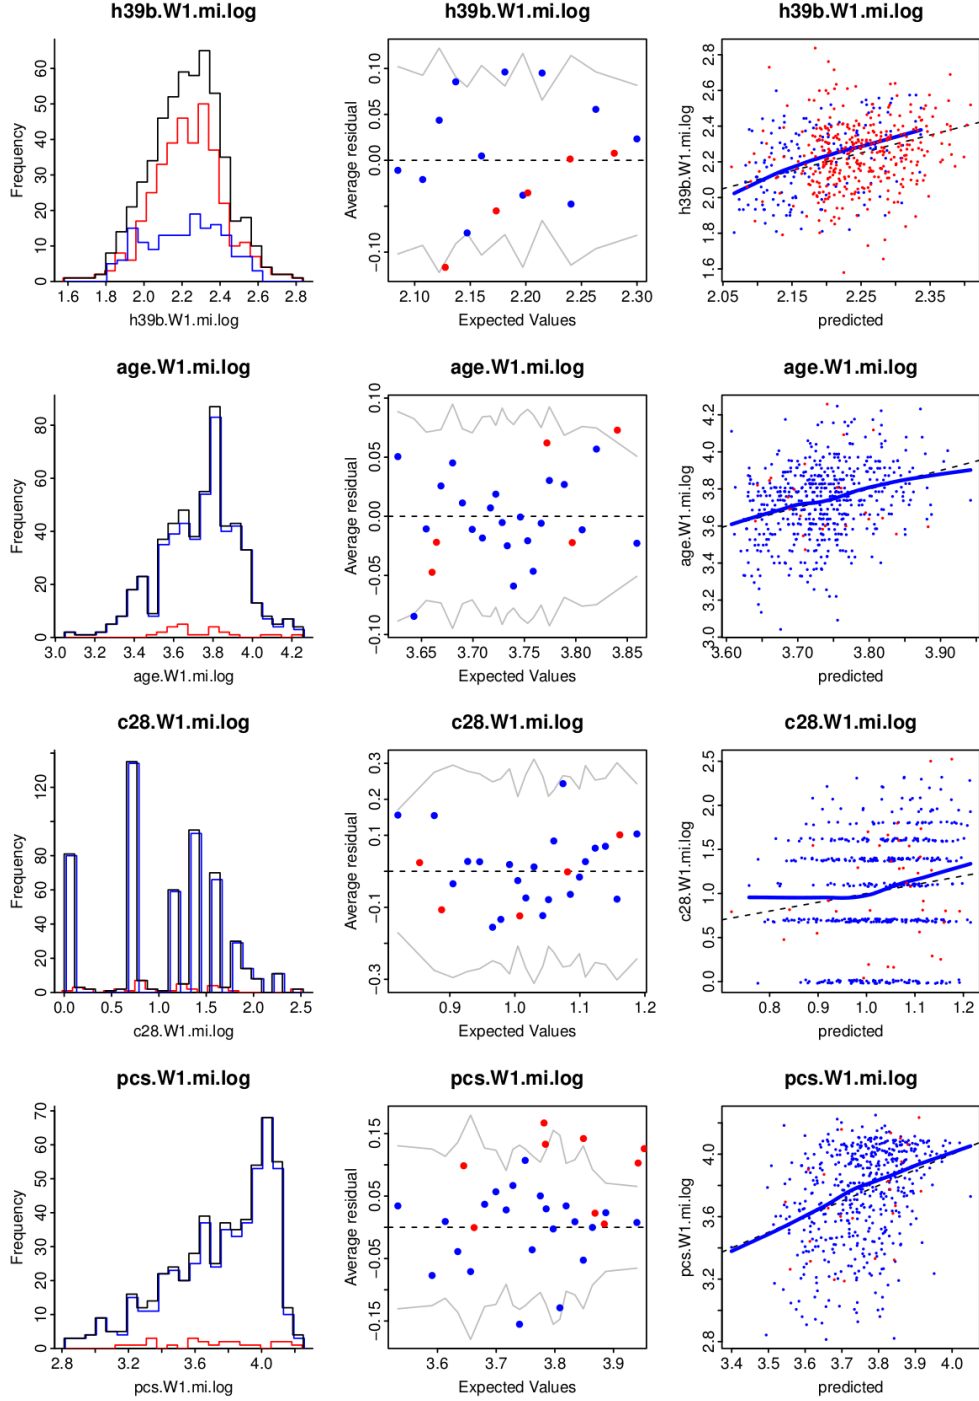 h39b.W1.mi.log h39b.W1.mi.log h39b.W1.mi.log
Frequency
0 10 20 30 40 50 60
1.6 1.8 2.0 2.2 2.4 2.6 2.8
h39b.W1.mi.log
Average residual
−0.10 0.00 0.05 0.10
2.10 2.15 2.20 2.25 2.30
Expected Values
h39b.W1.mi.log
1.6 1.8 2.0 2.2 2.4 2.6 2.8
2.05 2.15 2.25 2.35
predicted
age.W1.mi.log age.W1.mi.log age.W1.mi.log
Frequency
0 20 40 60 80
3.0 3.2 3.4 3.6 3.8 4.0 4.2
age.W1.mi.log
Average residual
−0.10 −0.05 0.00 0.05 0.10
3.65 3.70 3.75 3.80 3.85
Expected Values
age.W1.mi.log
3.0 3.2 3.4 3.6 3.8 4.0 4.2
3.60 3.70 3.80 3.90
predicted
c28.W1.mi.log c28.W1.mi.log c28.W1.mi.log
Frequency
0 20 40 60 80 120
0.0 0.5 1.0 1.5 2.0 2.5
c28.W1.mi.log
Average residual
−0.3 −0.1 0.1 0.2 0.3
0.9 1.0 1.1 1.2
Expected Values
c28.W1.mi.log
0.0 0.5 1.0 1.5 2.0 2.5
0.8 0.9 1.0 1.1 1.2
predicted
pcs.W1.mi.log pcs.W1.mi.log pcs.W1.mi.log
Frequency
0 10 20 30 40 50 60 70
2.8 3.2 3.6 4.0
pcs.W1.mi.log
Average residual
−0.15 −0.05 0.05 0.15
3.6 3.7 3.8 3.9
Expected Values
pcs.W1.mi.log
2.8 3.2 3.6 4.0
3.4 3.5 3.6 3.7 3.8 3.9 4.0
predicted